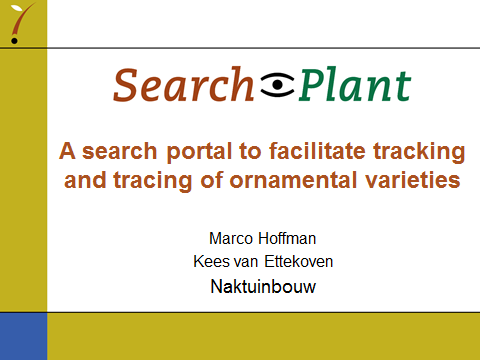 Search Plant
A search portal to facilitate tracking
and tracing of ornamental varieties
Marco Hoffman
Kees van Ettekoven
Naktuinbouw